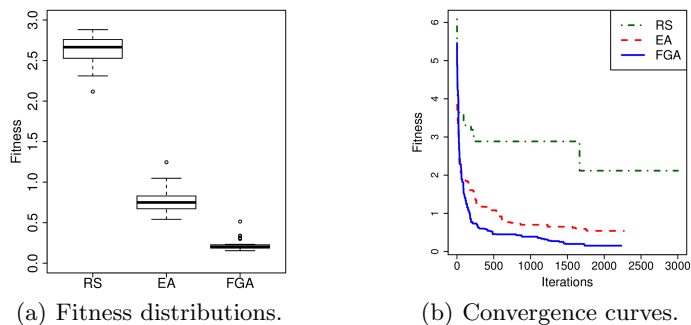 Fitness
3.0
2.5
2.0
1.5
1.0
0.5
0.0
RS EA FGA
(a) Fitness distributions.
Fitness
6
5
4
3
2
1
0
RS
EA
FGA
0 500 1000 1500 2000 2500 3000
Iterations
(b) Convergence curves.